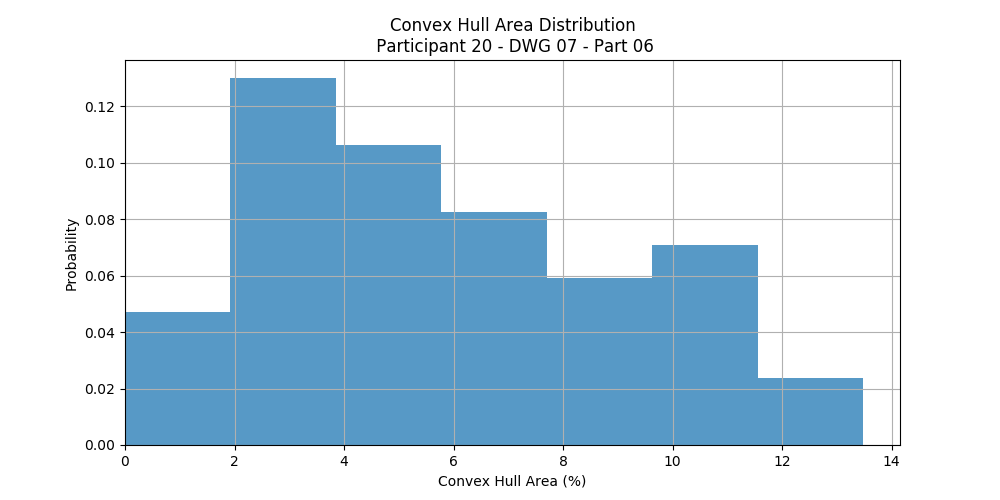 Convex Hull Area Distribution
Participant 20 - DWG 07 - Part 06
Probability
0.12
0.10
0.08
0.06
0.04
0.02
0.00
0 2 4 6 8 10 12 14
Convex Hull Area (%)